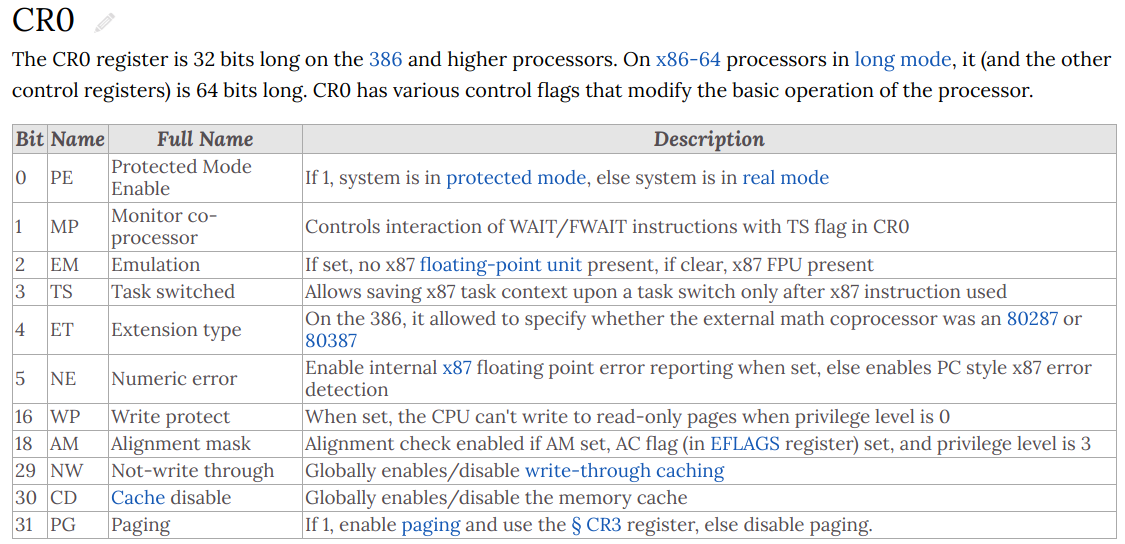 CR0
The CR0 register is 32 bits long on the 386 and higher processors. On x86-64 processors in long mode, it (and the other
control registers) is 64 bits long. CR0 has various control flags that modify the basic operation of the processor.
Bit Name Full Name Description
0 PE Protected Mode Enable If 1, system is in protected mode, else system is in real mode
1 MP Monitor co-processor Controls interaction of WAIT/FWAIT instructions with TS flag in CR0
2 EM Emulation If set, no x87 floating-point unit present, if clear, x87 FPU present
3 TS Task switched Allows saving x87 task context upon a task switch only after x87 instruction used
4 ET Extension type On the 386, it allowed to specify whether the external math coprocessor was an 80287 or
80387
5 NE Numeric error Enable internal x87 floating point error reporting when set, else enables PC style x87 error
detection
16 WP Write protect When set, the CPU can't write to read-only pages when privilege level is 0
18 AM Alignment mask Alignment check enabled if AM set, AC flag (in EFLAGS register) set, and privilege level is 3
29 NW Not-write through Globally enables/disable write-through caching
30 CD Cache disable Globally enables/disable the memory cache
31 PG Paging If 1, enable paging and use the § CR3 register, else disable paging.